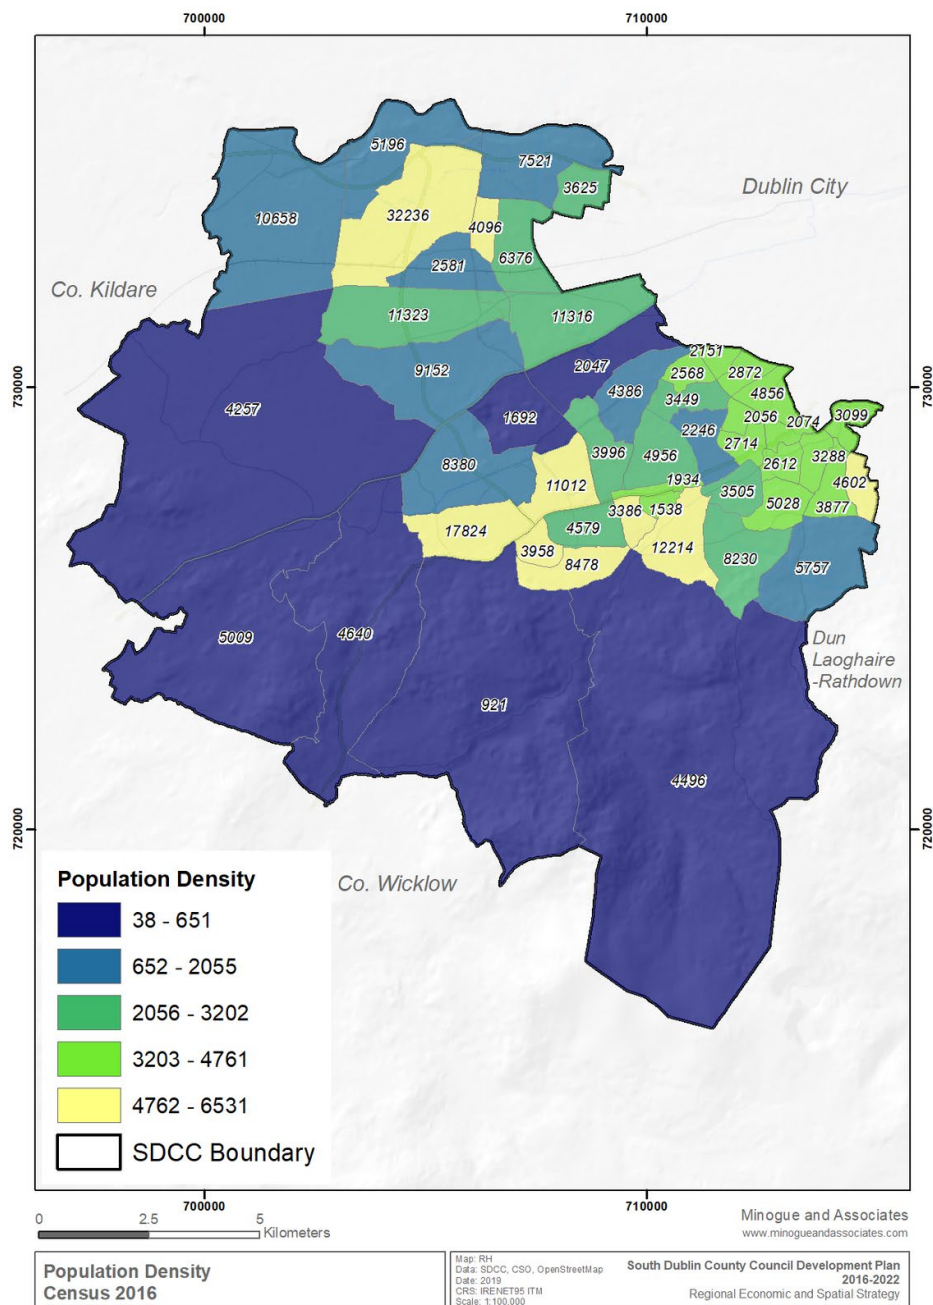 700000 710000
5196
7521
3625
Dublin City
10658
32236
4096
6376
2581
Co. Kildare
11323
11316
2047
2151
2568
2872
730000
730000
9152
4386
3449
4856
4257
1692
2056
2074
3099
2246
2714
3996
4956
2612
3288
8380
11012
1934
3505
4602
5028
3877
17824
3386
1538
4579
3958
8478
12214
8230
5757
5009
4640
Dun
Laoghaire
-Rathdown
921
4496
720000
720000
Co. Wicklow
Population Density
38 - 651
652 - 2055
2056 - 3202
3203 - 4761
4762 - 6531
SDCC Boundary
700000 710000
0 2.5 5
Kilometers
Minogue and Associates
www.minogueandassociates.com
Population Density
Census 2016
Map: RH
Data: SDCC, CSO, OpenStreetMap
Date: 2019
CRS: IRENET95 ITM
Scale: 1:100,000
South Dublin County Council Development Plan
2016-2022
Regional Economic and Spatial Strategy